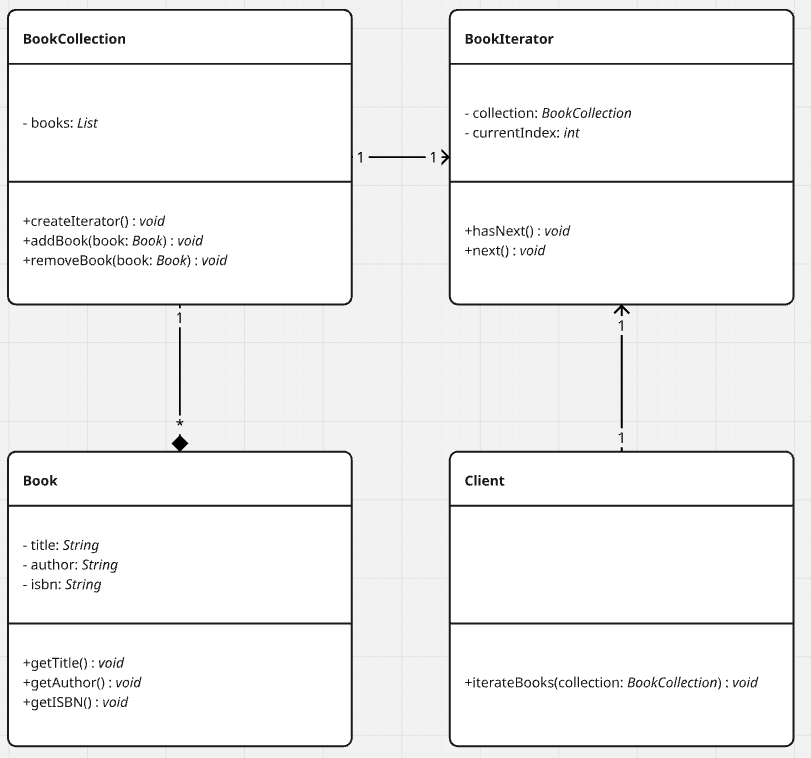 BookCollection
- books: List
+createIterator() : void
+addBook(book: Book) : void
+removeBook(book: Book) : void
1
1
BookIterator
- collection: BookCollection
- currentIndex: int
+hasNext() : void
+next() : void
1
*
1
1
Book
- title: String
- author: String
- isbn: String
+getTitle() : void
+getAuthor() : void
+getISBN() : void
Client
+iterateBooks(collection: BookCollection) : void